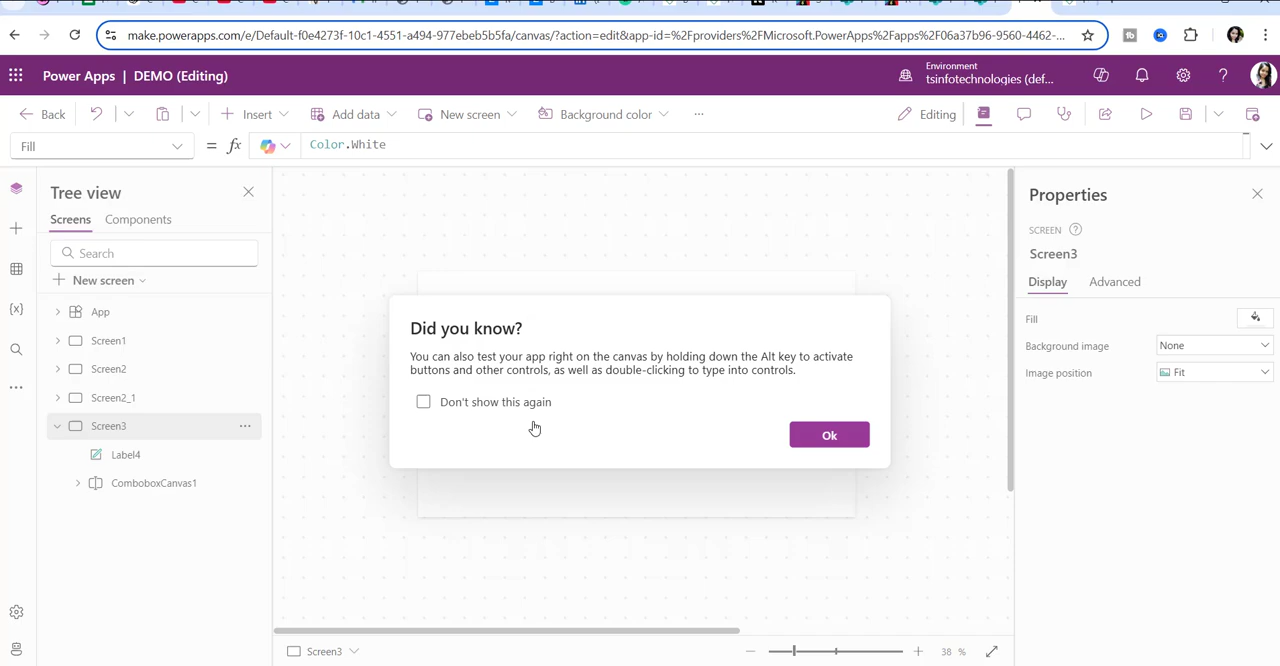 make.powerapps.com/e/Default-f0e4273f-10c1-4551-a494-977ebeb5b5fa/canvas/?action=edit&app-id=%2Fproviders%2FMicrosoft.PowerApps%2Fapps%2F06a37b96-9560-4462-...
Power Apps | DEMO (Editing)
Environment
tsinfotechnologies (def...
Back
Insert
Add data
New screen
Background color
...
Editing
Fill
= fx
Color.White
Tree view
Screens Components
Search
New screen
App
Screen1
Screen2
Screen2_1
Screen3
Label4
ComboboxCanvas1
Did you know?
You can also test your app right on the canvas by holding down the Alt key to activate
buttons and other controls, as well as double-clicking to type into controls.
Don't show this again
Ok
Properties
SCREEN
Screen3
Display Advanced
Fill
Background image None
Image position Fit
Screen3
38 %